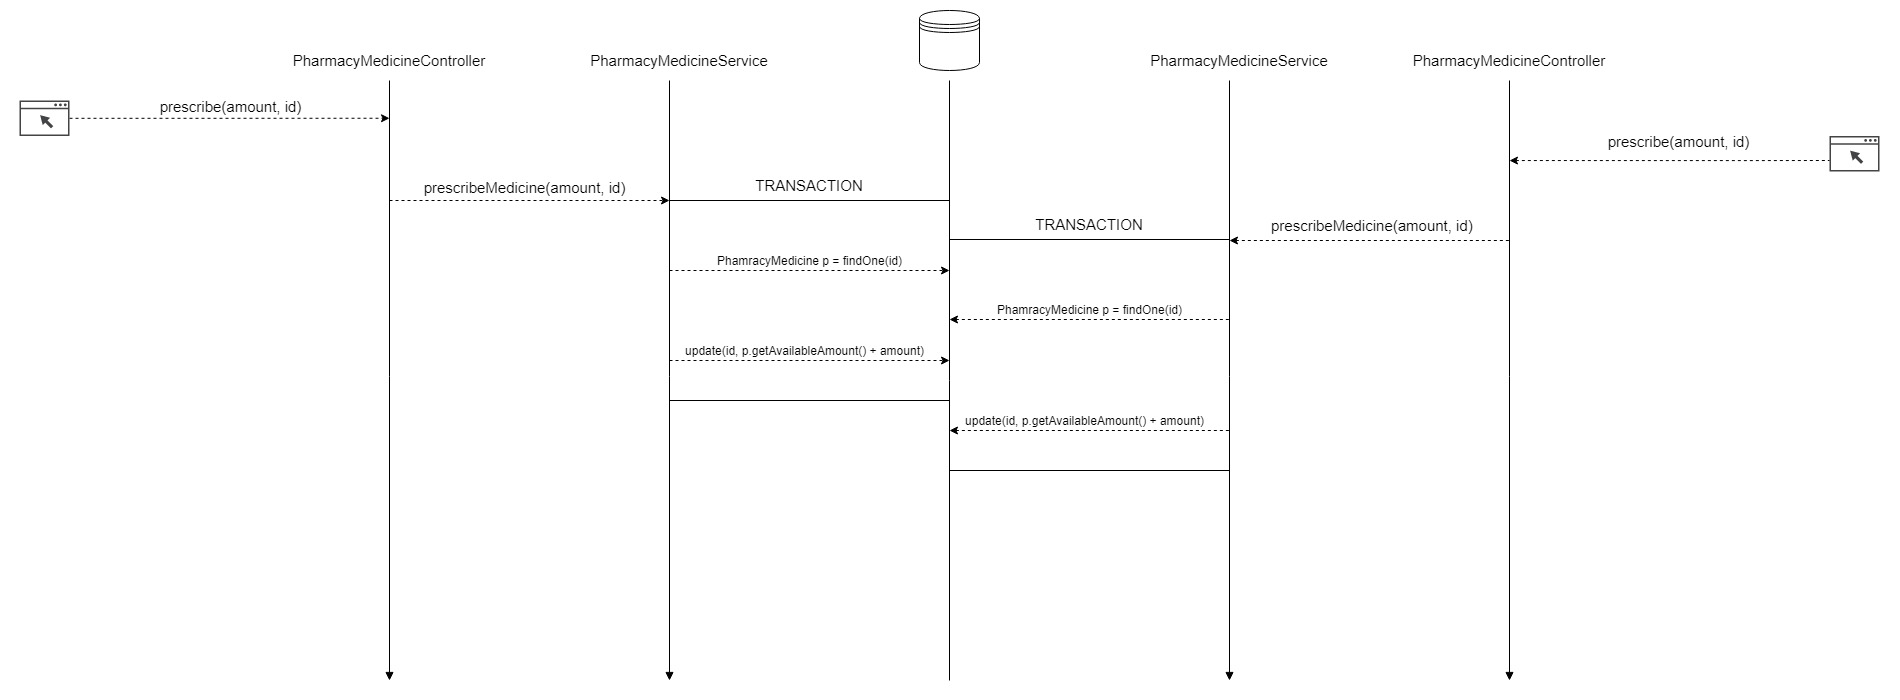 PharmacyMedicineController
PharmacyMedicineService
PharmacyMedicineService
PharmacyMedicineController
prescribe(amount, id)
prescribe(amount, id)
prescribeMedicine(amount, id)
TRANSACTION
TRANSACTION
prescribeMedicine(amount, id)
PhamracyMedicine p = findOne(id)
PhamracyMedicine p = findOne(id)
update(id, p.getAvailableAmount() + amount)
update(id, p.getAvailableAmount() + amount)